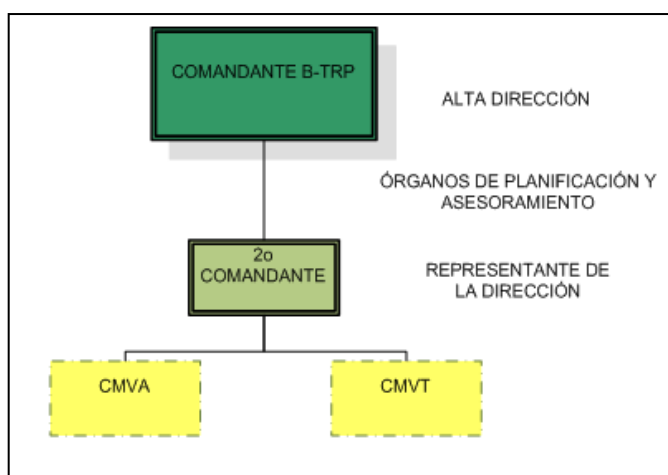 COMANDANTE B-TRP
ALTA DIRECCIÓN
ÓRGANOS DE PLANIFICACIÓN Y
ASESORAMIENTO
2o
COMANDANTE
REPRESENTANTE DE
LA DIRECCIÓN
CMVA
CMVT